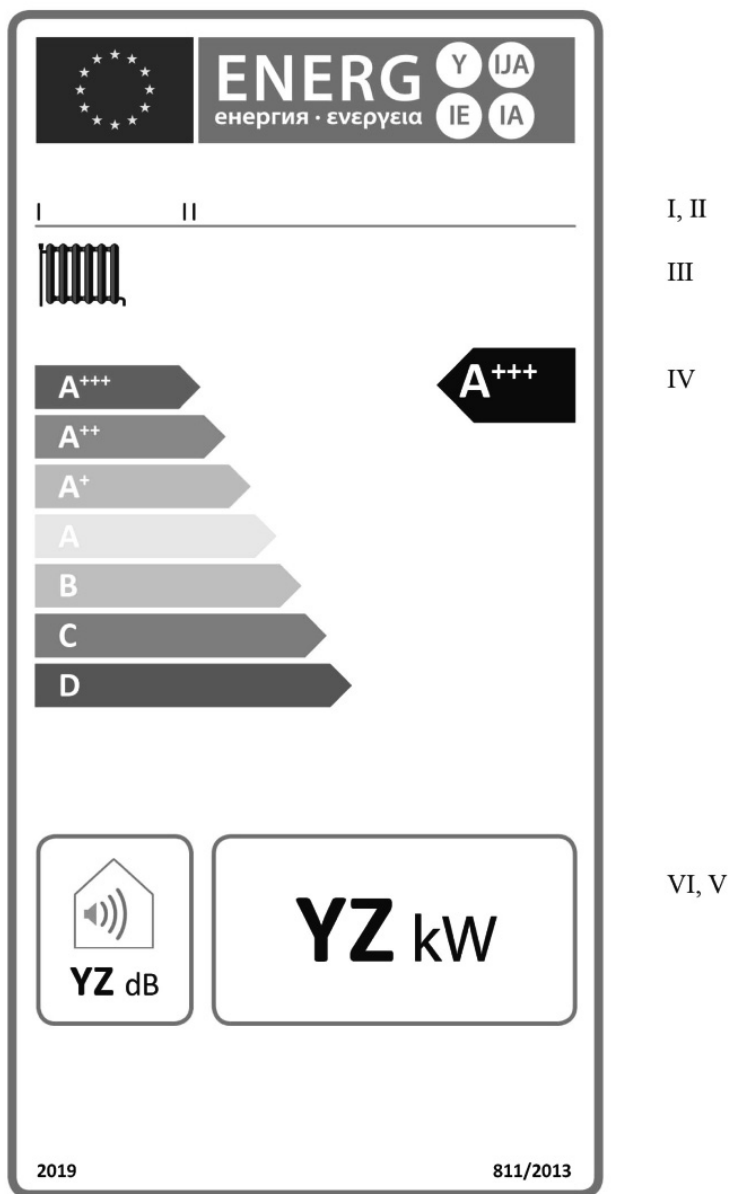 ENERG Y IJA
енергия · ενεργεια IE IA
I II I, II
III
A+++ A+++ IV
A++
A+
A
B
C
D
VI, V
YZ kW
YZ dB
2019 811/2013